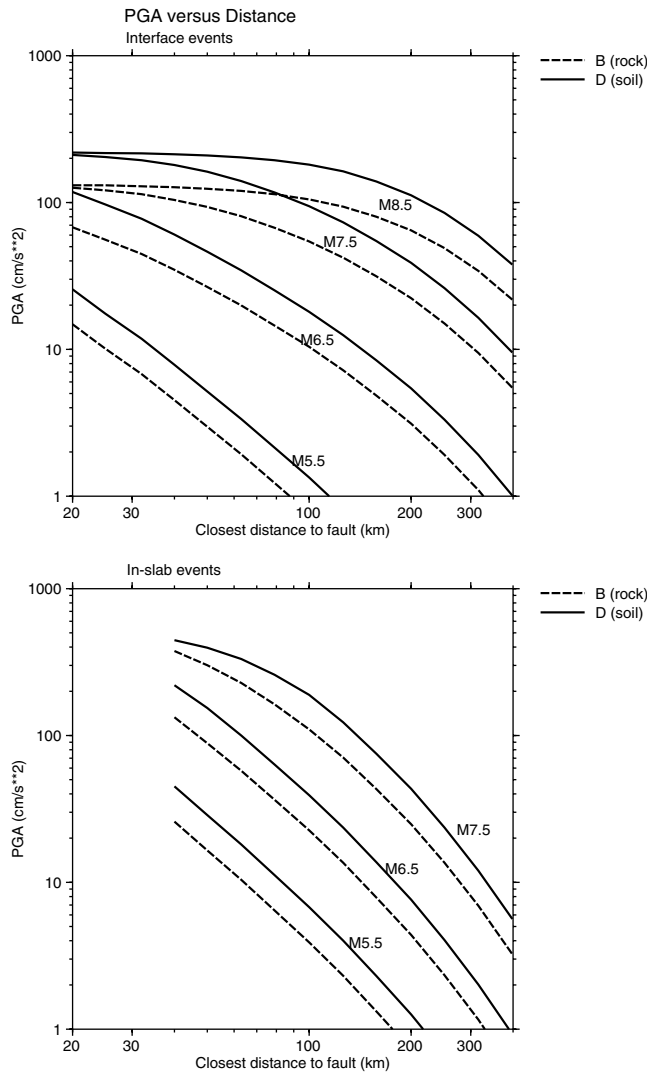 PGA versus Distance
Interface events
B (rock)
D (soil)
1000
100
10
1
PGA (cm/s**2)
M8.5
M7.5
M6.5
M5.5
20 30 100 200 300
Closest distance to fault (km)
In-slab events
B (rock)
D (soil)
1000
100
10
1
PGA (cm/s**2)
M7.5
M6.5
M5.5
20 30 100 200 300
Closest distance to fault (km)